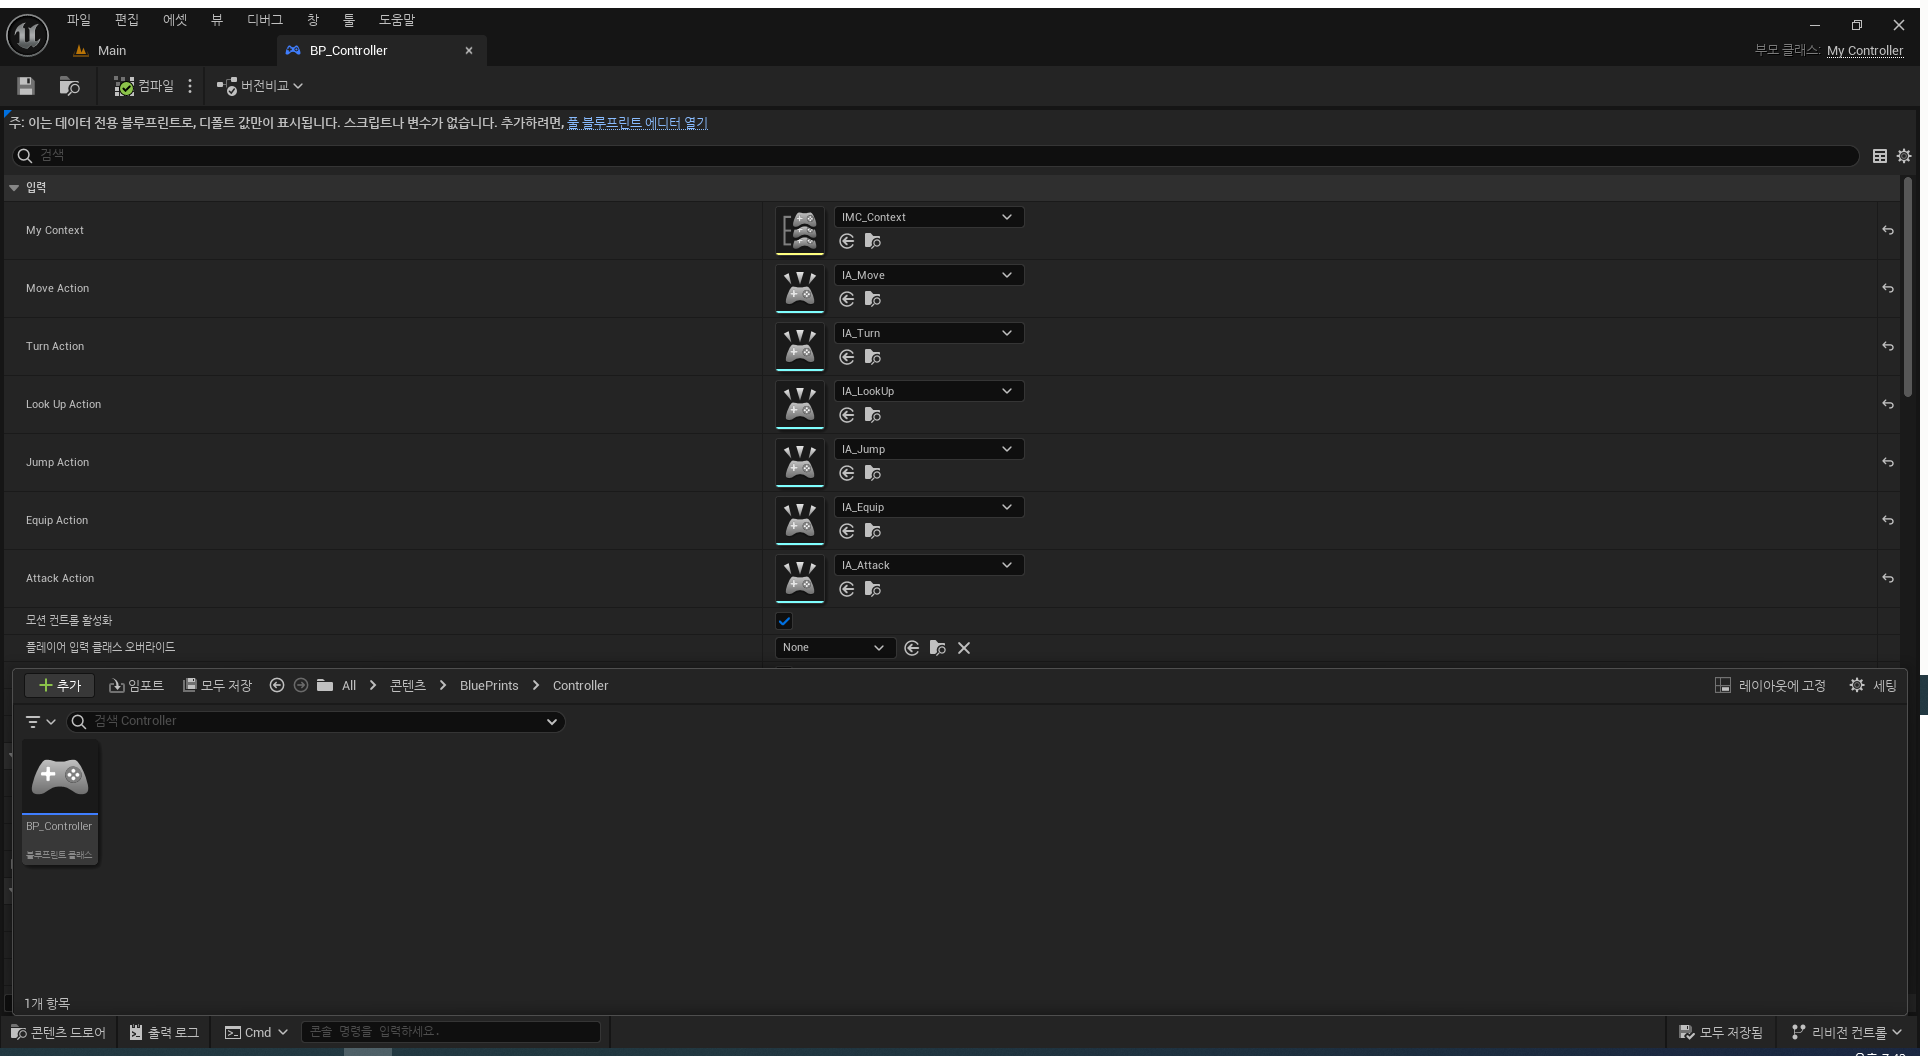 파일 편집 에셋 뷰 디버그 창 툴 도움말
Main BP_Controller
부모 클래스: My Controller
컴파일 버전비교
주: 이는 데이터 전용 블루프린트로, 디폴트 값만이 표시됩니다. 스크립트나 변수가 없습니다. 추가하려면, 풀 블루프린트 에디터 열기
검색
입력
My Context IMC_Context
Move Action IA_Move
Turn Action IA_Turn
Look Up Action IA_LookUp
Jump Action IA_Jump
Equip Action IA_Equip
Attack Action IA_Attack
모션 컨트롤 활성화
플레이어 입력 클래스 오버라이드 None
추가 임포트 모두 저장 All 콘텐츠 BluePrints Controller 레이아웃에 고정 세팅
검색 Controller
BP_Controller
블루프린트 클래스
1개 항목
콘텐츠 드로어 출력 로그 Cmd 콘솔 명령을 입력하세요. 모두 저장됨 리비전 컨트롤